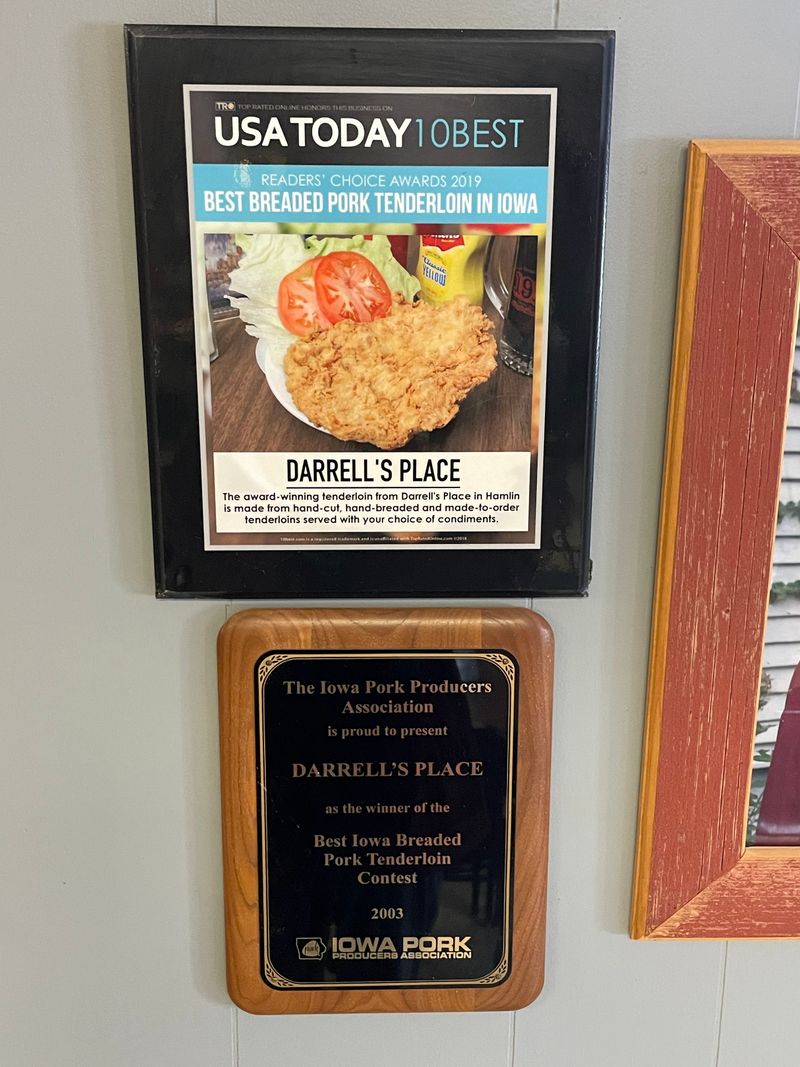 TRO TOP RATED ONLINE HONORS THIS BUSINESS ON
USA TODAY 10BEST
READERS' CHOICE AWARDS 2019
BEST BREADED PORK TENDERLOIN IN IOWA
Classic
YELLOW
19
DARRELL'S PLACE
The award-winning tenderloin from Darrell's Place in Hamlin
is made from hand-cut, hand-breaded and made-to-order
tenderloins served with your choice of condiments.
The Iowa Pork Producers
Association
is proud to present
DARRELL'S PLACE
as the winner of the
Best Iowa Breaded
Pork Tenderloin
Contest
2003
IOWA PORK
PRODUCERS ASSOCIATION